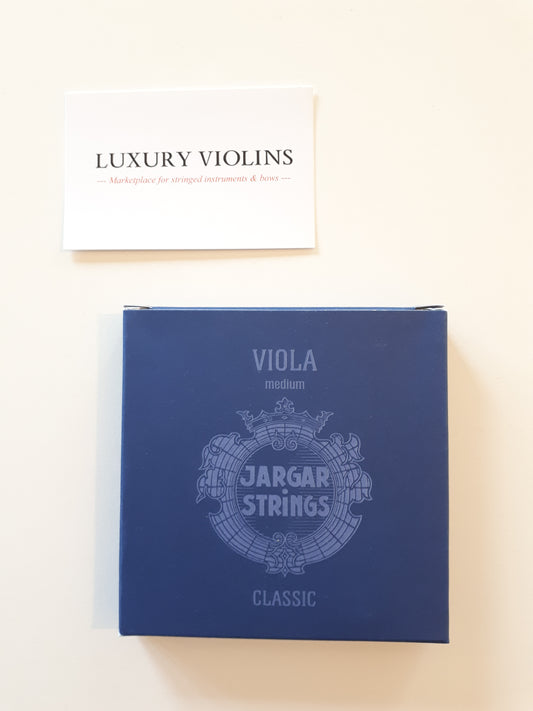 LUXURY VIOLINS
--- Marketplace for stringed instruments & bows ---
VIOLA
medium
JARGAR
STRINGS
CLASSIC